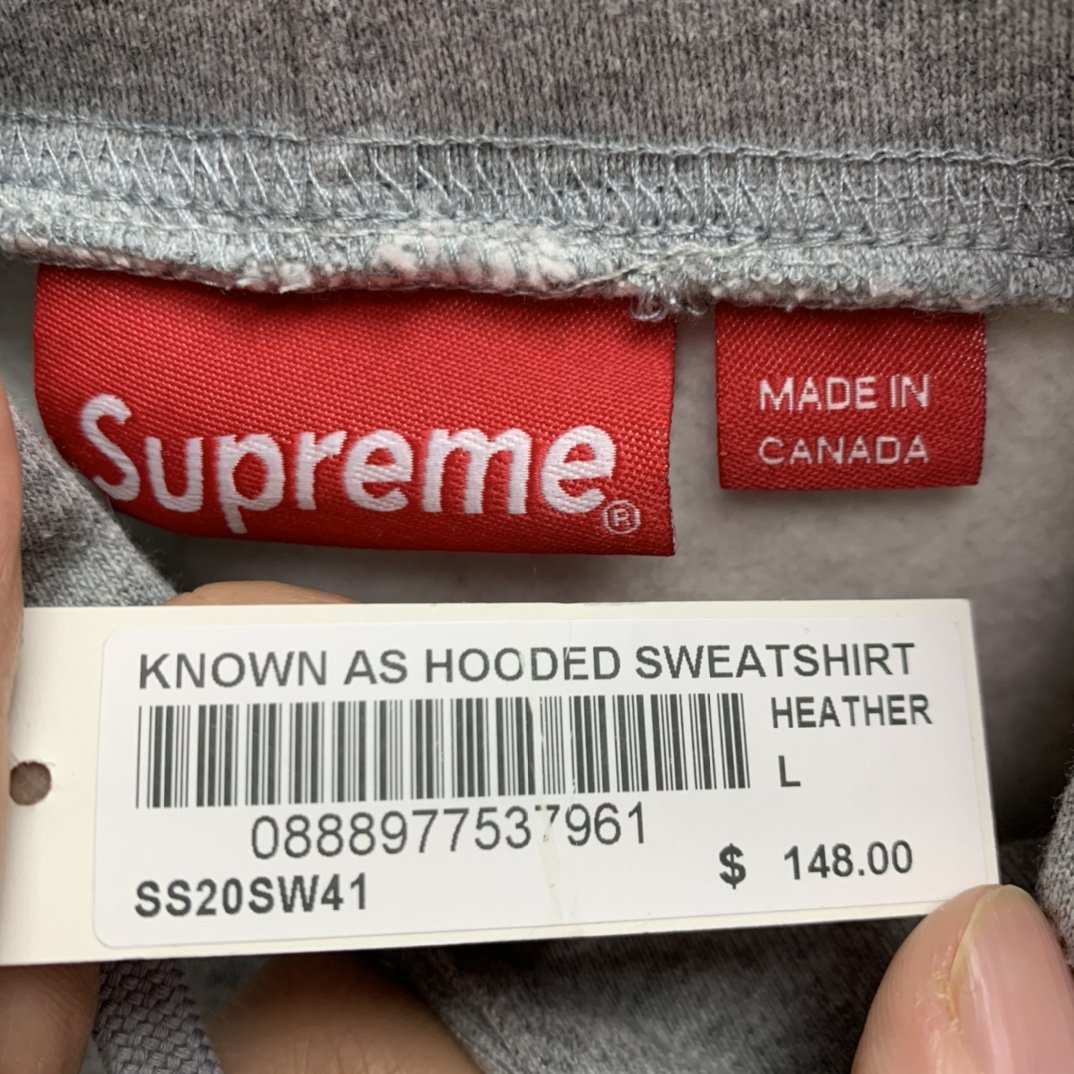 Supreme®
MADE IN
CANADA
KNOWN AS HOODED SWEATSHIRT
HEATHER
L
0888977537961
SS20SW41
$ 148.00